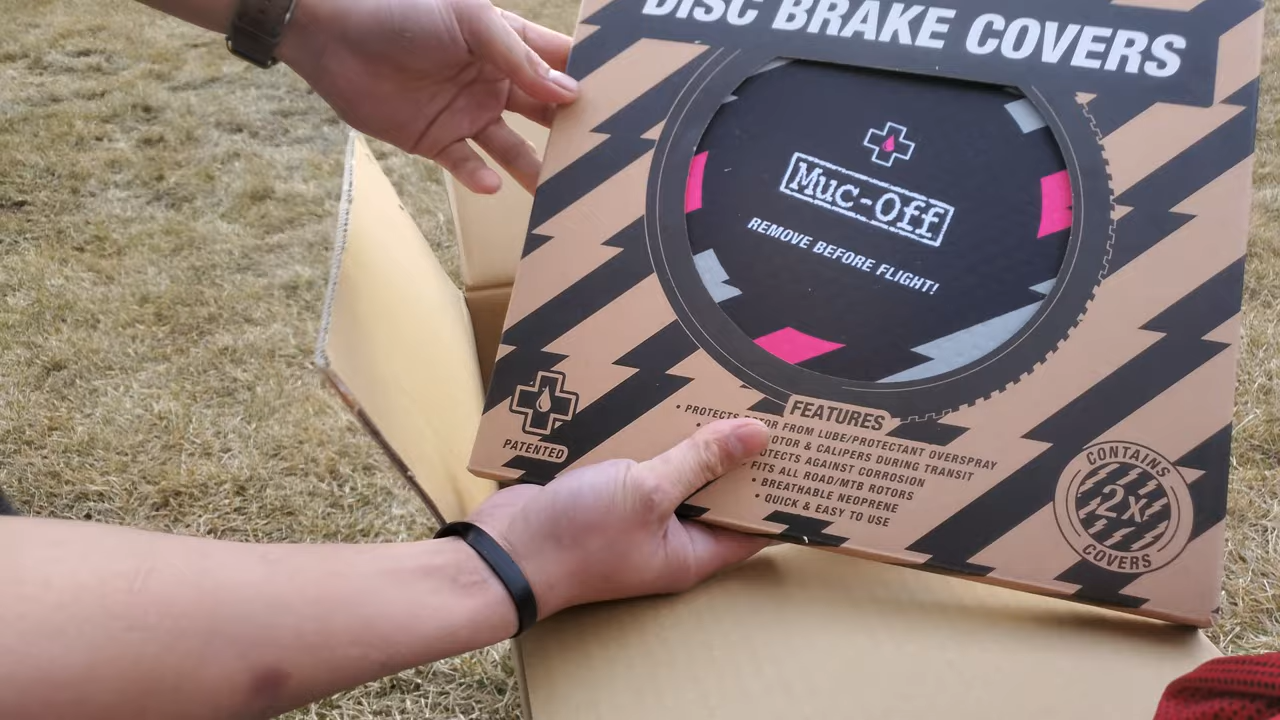 DISC BRAKE COVERS
Muc-Off
REMOVE BEFORE FLIGHT!
FEATURES
• PROTECTS ROTOR FROM LUBE/PROTECTANT OVERSPRAY
ROTOR & CALIPERS DURING TRANSIT
PROTECTS AGAINST CORROSION
FITS ALL ROAD/MTB ROTORS
• BREATHABLE NEOPRENE
• QUICK & EASY TO USE
PATENTED
CONTAINS
2x
COVERS